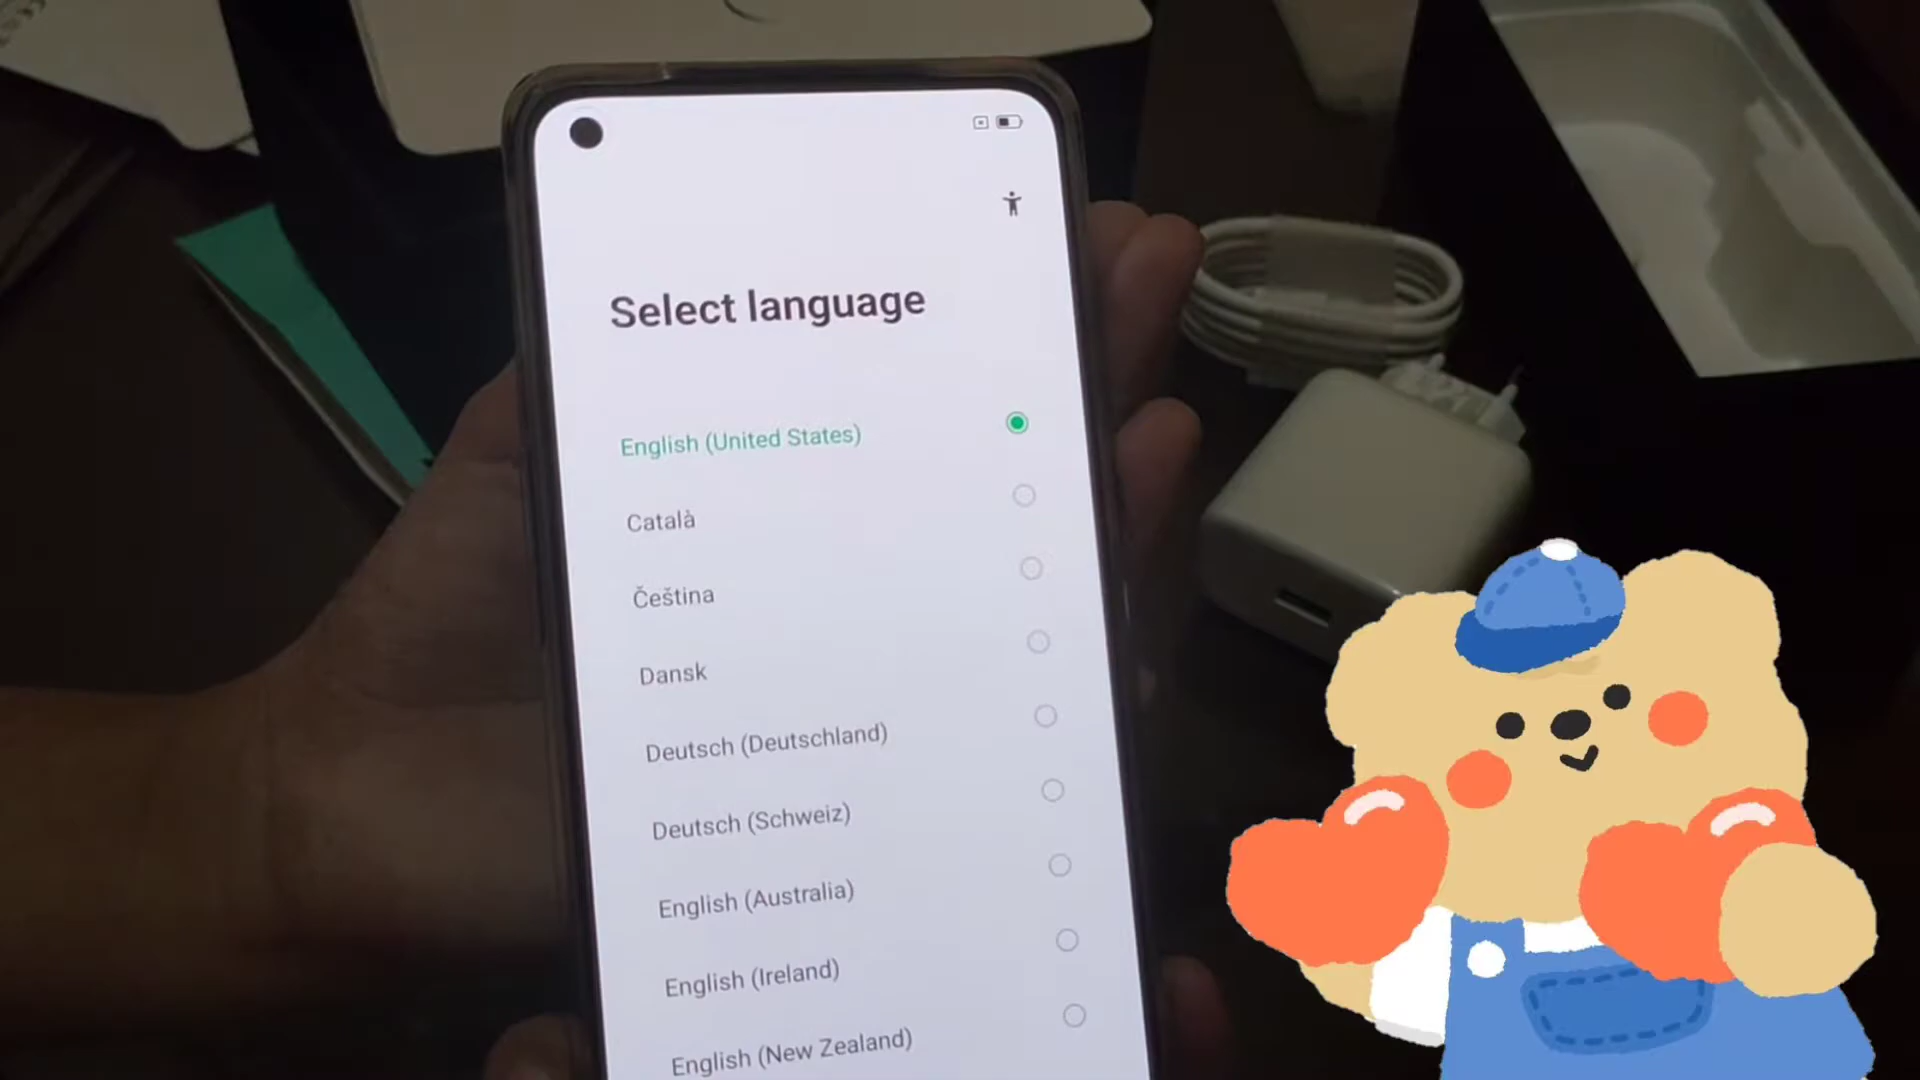 Select language
English (United States)
Català
Čeština
Dansk
Deutsch (Deutschland)
Deutsch (Schweiz)
English (Australia)
English (Ireland)
English (New Zealand)